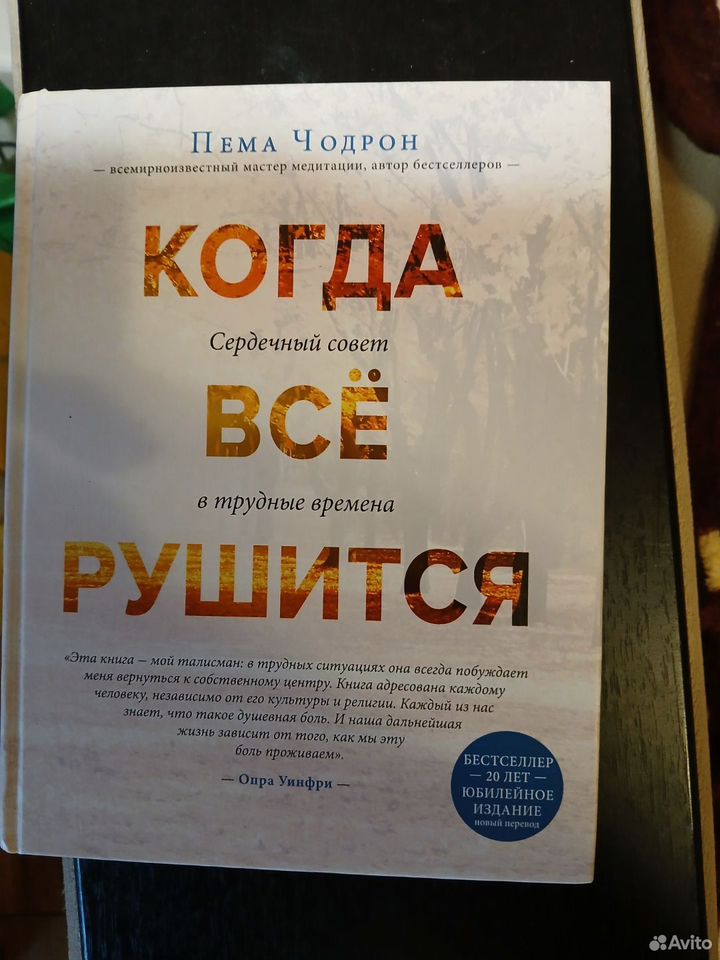 Пема Чодрон
— всемирноизвестный мастер медитации, автор бестселлеров —
КОГДА
Сердечный совет
ВСЁ
в трудные времена
РУШИТСЯ
«Эта книга — мой талисман: в трудных ситуациях она всегда побуждает
меня вернуться к собственному центру. Книга адресована каждому
человеку, независимо от его культуры и религии. Каждый из нас
знает, что такое душевная боль. И наша дальнейшая
жизнь зависит от того, как мы эту
боль проживаем».
— Опра Уинфри —
БЕСТСЕЛЛЕР
— 20 ЛЕТ —
ЮБИЛЕЙНОЕ
ИЗДАНИЕ
новый перевод
Avito